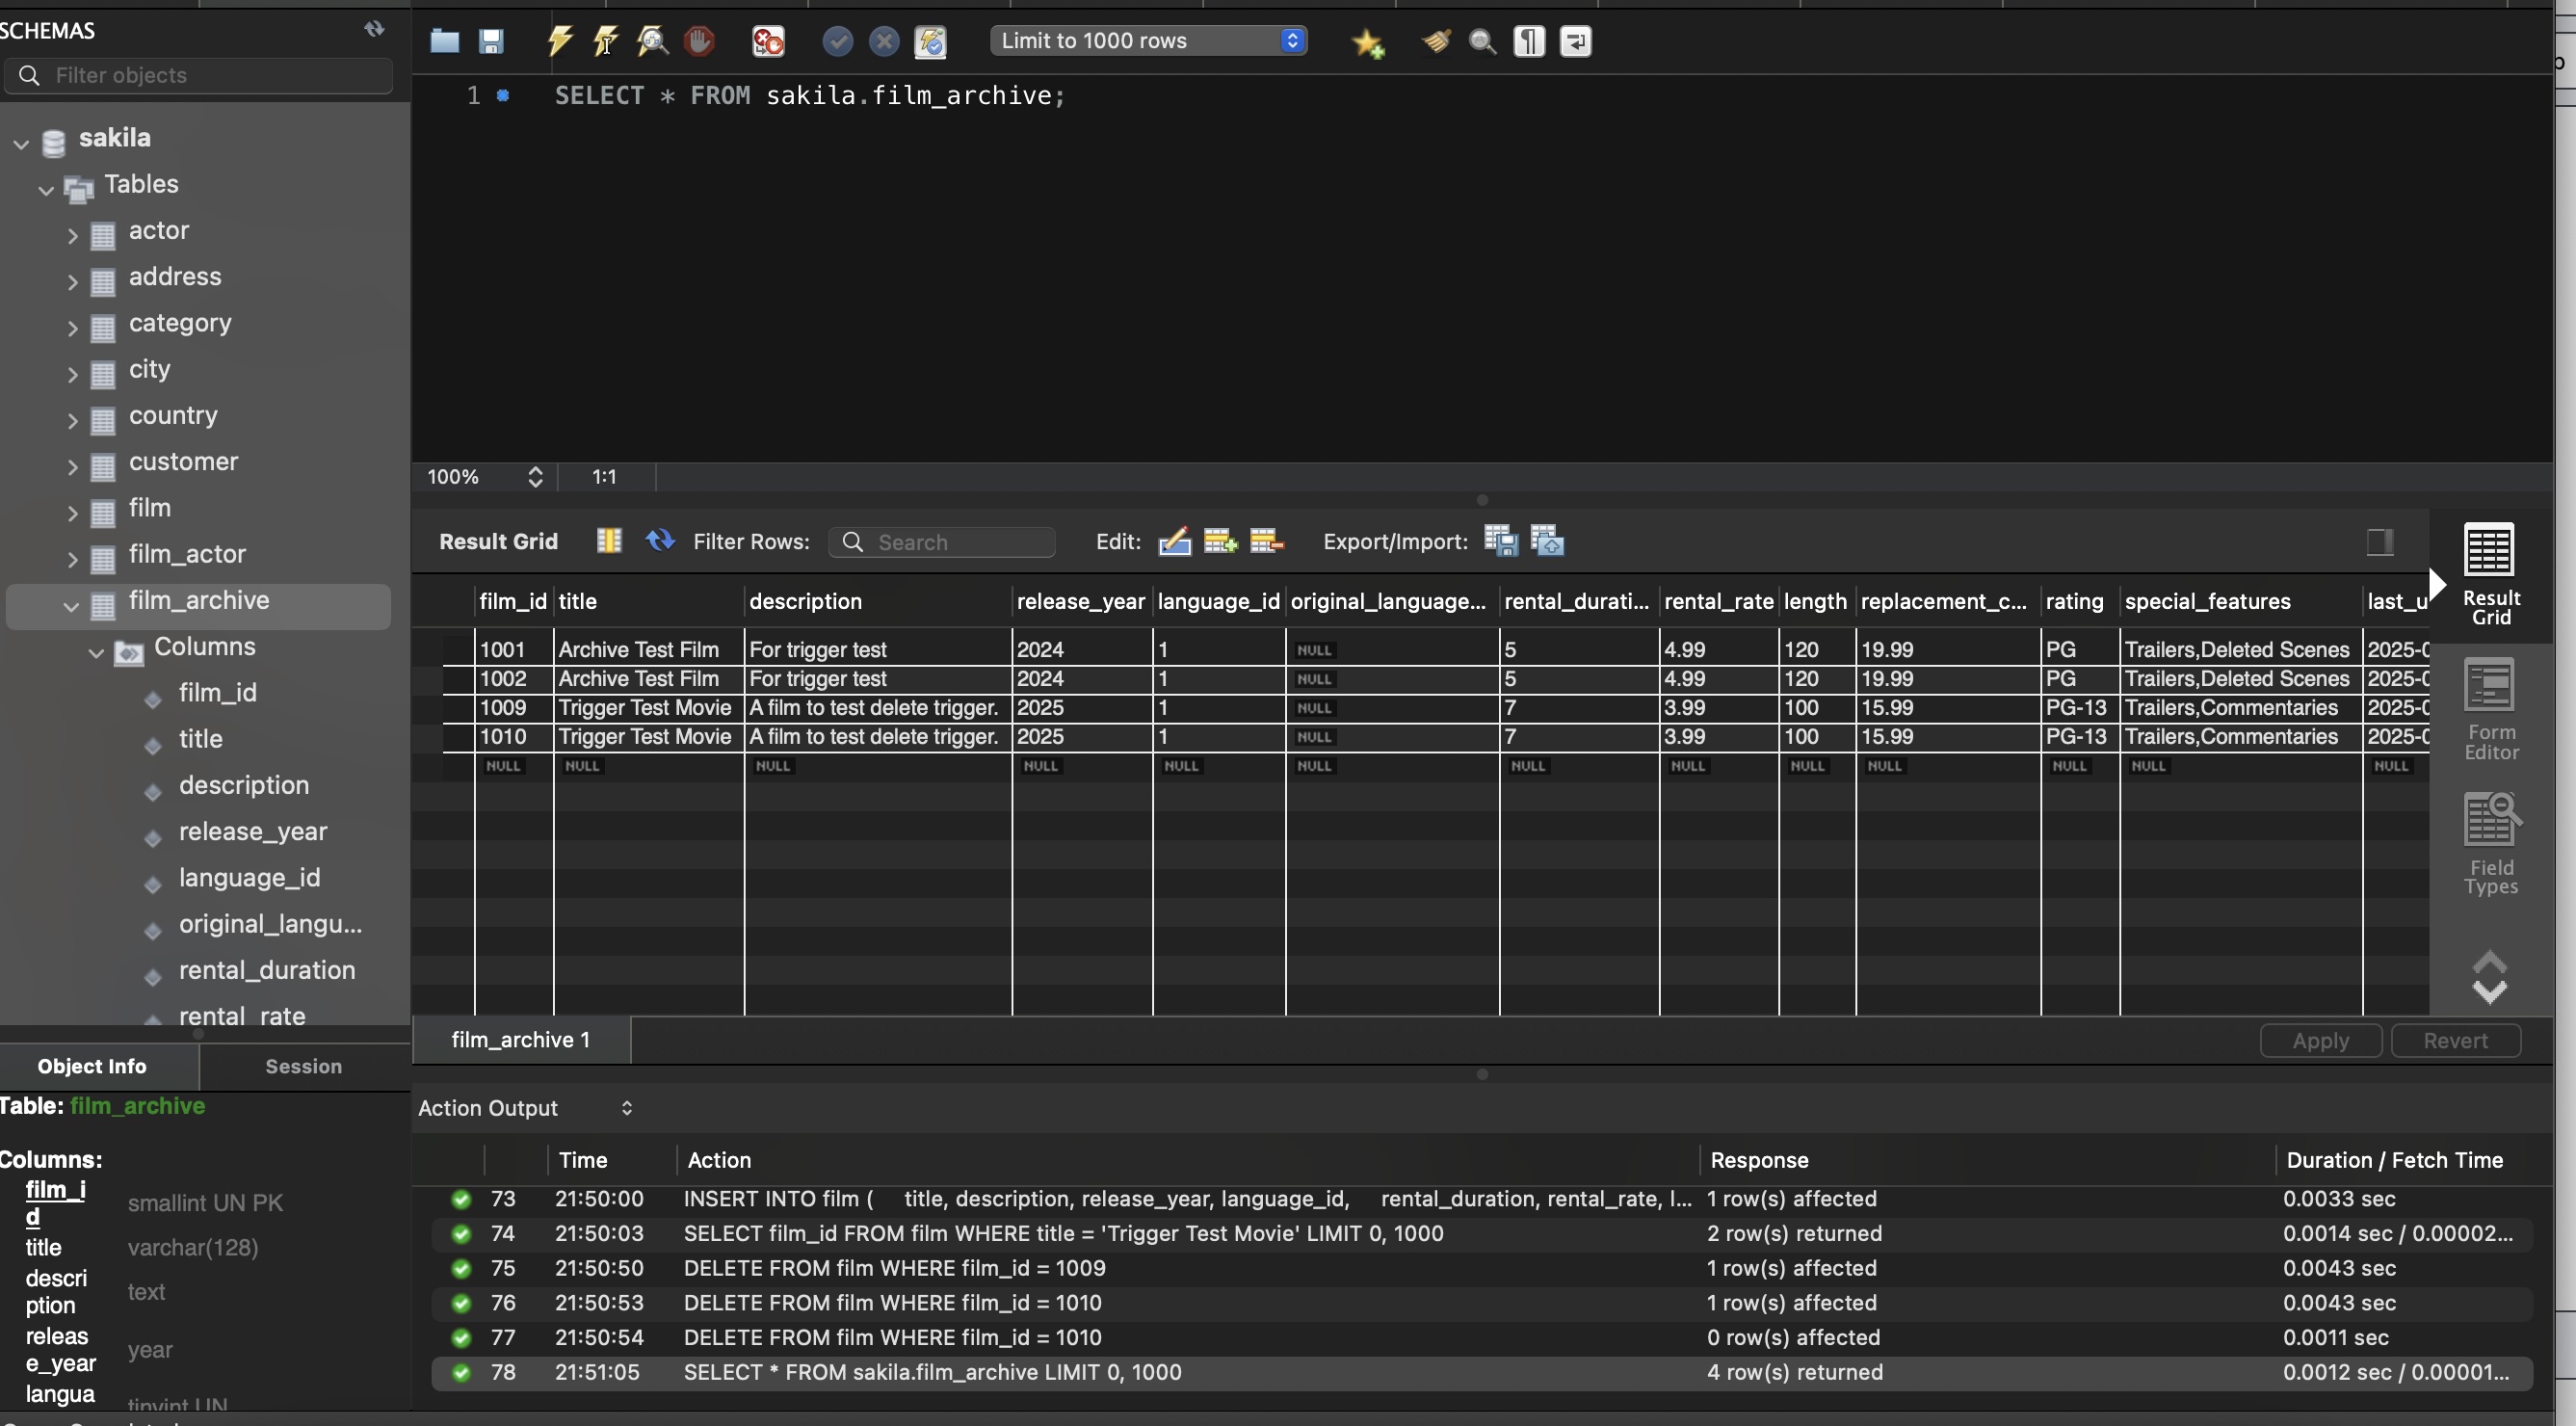 SCHEMAS
Filter objects
sakila
Tables
actor
address
category
city
country
customer
film
film_actor
film_archive
Columns
film_id
title
description
release_year
language_id
original_langu...
rental_duration
rental_rate
Object Info Session
Table: film_archive
Columns:
film_i
d smallint UN PK
title varchar(128)
descri
ption text
releas
e_year year
langua
tinyint UN
Limit to 1000 rows
1 SELECT * FROM sakila.film_archive;
100% 1:1
Result Grid Filter Rows: Search Edit: Export/Import:
film_id title description release_year language_id original_language... rental_durati... rental_rate length replacement_c... rating special_features last_u
1001 Archive Test Film For trigger test 2024 1 NULL 5 4.99 120 19.99 PG Trailers,Deleted Scenes 2025-0
1002 Archive Test Film For trigger test 2024 1 NULL 5 4.99 120 19.99 PG Trailers,Deleted Scenes 2025-0
1009 Trigger Test Movie A film to test delete trigger. 2025 1 NULL 7 3.99 100 15.99 PG-13 Trailers,Commentaries 2025-0
1010 Trigger Test Movie A film to test delete trigger. 2025 1 NULL 7 3.99 100 15.99 PG-13 Trailers,Commentaries 2025-0
NULL NULL NULL NULL NULL NULL NULL NULL NULL NULL NULL NULL NULL
Result
Grid
Form
Editor
Field
Types
film_archive 1 Apply Revert
Action Output
Time Action Response Duration / Fetch Time
73 21:50:00 INSERT INTO film ( title, description, release_year, language_id, rental_duration, rental_rate, l... 1 row(s) affected 0.0033 sec
74 21:50:03 SELECT film_id FROM film WHERE title = 'Trigger Test Movie' LIMIT 0, 1000 2 row(s) returned 0.0014 sec / 0.00002...
75 21:50:50 DELETE FROM film WHERE film_id = 1009 1 row(s) affected 0.0043 sec
76 21:50:53 DELETE FROM film WHERE film_id = 1010 1 row(s) affected 0.0043 sec
77 21:50:54 DELETE FROM film WHERE film_id = 1010 0 row(s) affected 0.0011 sec
78 21:51:05 SELECT * FROM sakila.film_archive LIMIT 0, 1000 4 row(s) returned 0.0012 sec / 0.00001...